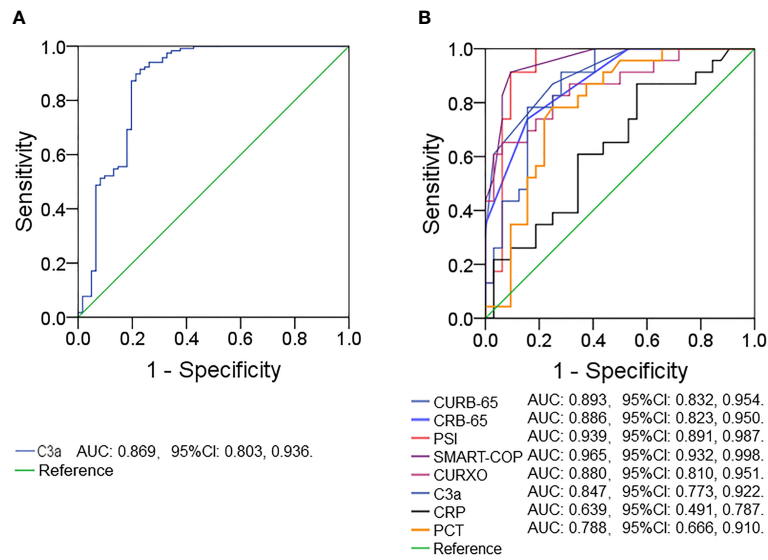 A
1.0
0.8
0.6
0.4
0.2
0.0
Sensitivity
0.0 0.2 0.4 0.6 0.8 1.0
1 - Specificity
C3a AUC: 0.869, 95%CI: 0.803, 0.936.
Reference
B
1.0
0.8
0.6
0.4
0.2
0.0
Sensitivity
0.0 0.2 0.4 0.6 0.8 1.0
1 - Specificity
CURB-65 AUC: 0.893, 95%CI: 0.832, 0.954.
CRB-65 AUC: 0.886, 95%CI: 0.823, 0.950.
PSI AUC: 0.939, 95%CI: 0.891, 0.987.
SMART-COP AUC: 0.965, 95%CI: 0.932, 0.998.
CURXO AUC: 0.880, 95%CI: 0.810, 0.951.
C3a AUC: 0.847, 95%CI: 0.773, 0.922.
CRP AUC: 0.639, 95%CI: 0.491, 0.787.
PCT AUC: 0.788, 95%CI: 0.666, 0.910.
Reference